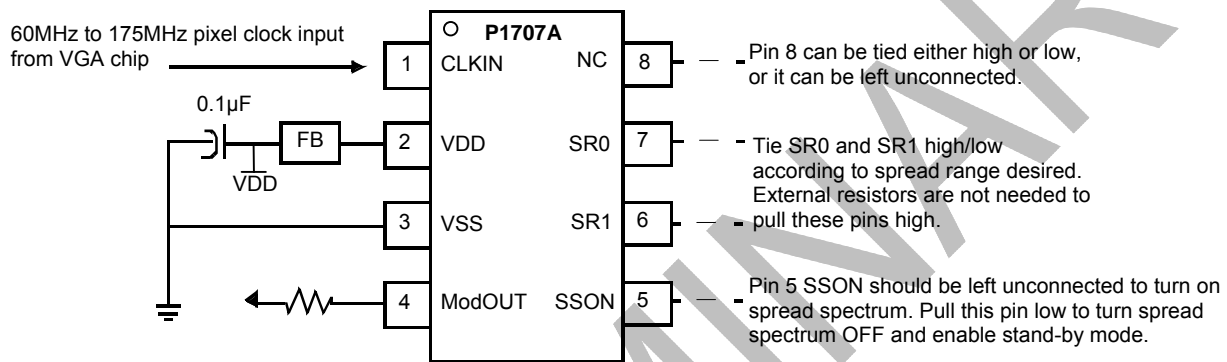 60MHz to 175MHz pixel clock input
from VGA chip
P1707A
1 CLKIN
NC 8
Pin 8 can be tied either high or low,
or it can be left unconnected.
0.1µF
FB
VDD
2 VDD
SR0 7
Tie SR0 and SR1 high/low
according to spread range desired.
External resistors are not needed to
pull these pins high.
3 VSS
SR1 6
4 ModOUT
SSON 5
Pin 5 SSON should be left unconnected to turn on
spread spectrum. Pull this pin low to turn spread
spectrum OFF and enable stand-by mode.
MINAR